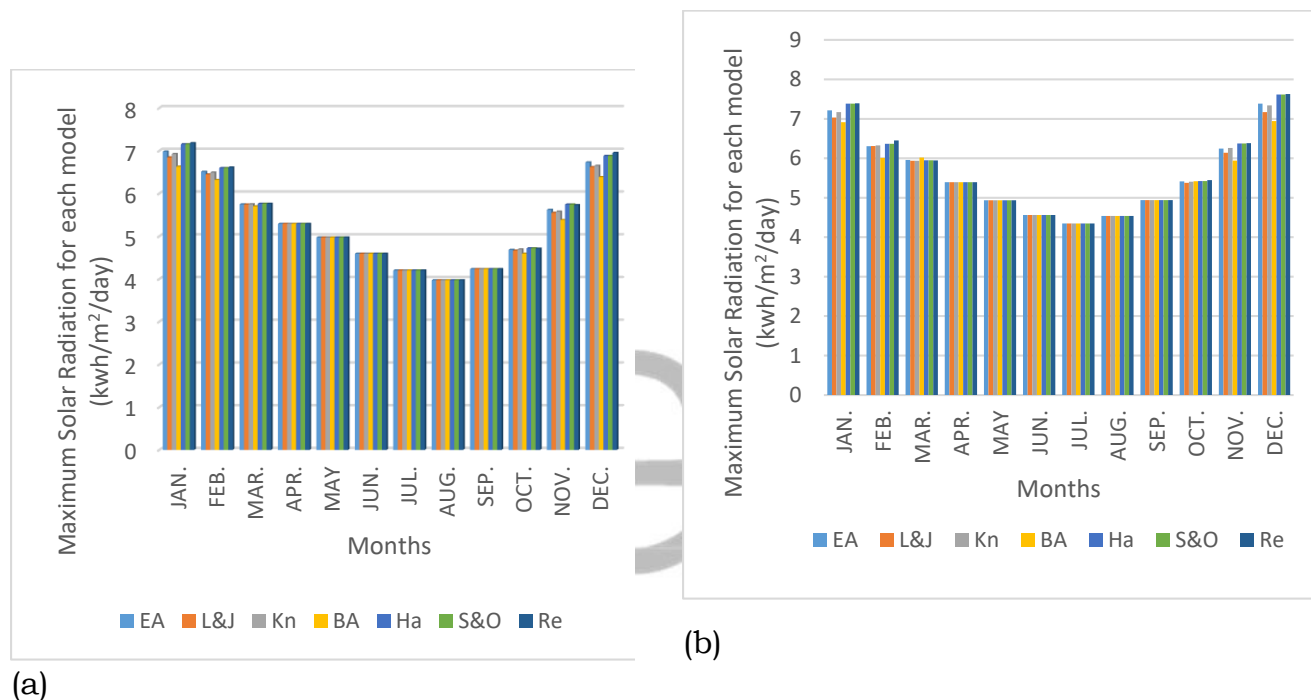 Maximum Solar Radiation for each model
(kwh/m²/day)
8
7
6
5
4
3
2
1
0
JAN.
FEB.
MAR.
APR.
MAY
JUN.
JUL.
AUG.
SEP.
OCT.
NOV.
DEC.
Months
EA L&J Kn BA Ha S&O Re
(a)
Maximum Solar Radiation for each model
(kwh/m²/day)
9
8
7
6
5
4
3
2
1
0
JAN.
FEB.
MAR.
APR.
MAY
JUN.
JUL.
AUG.
SEP.
OCT.
NOV.
DEC.
Months
EA L&J Kn BA Ha S&O Re
(b)